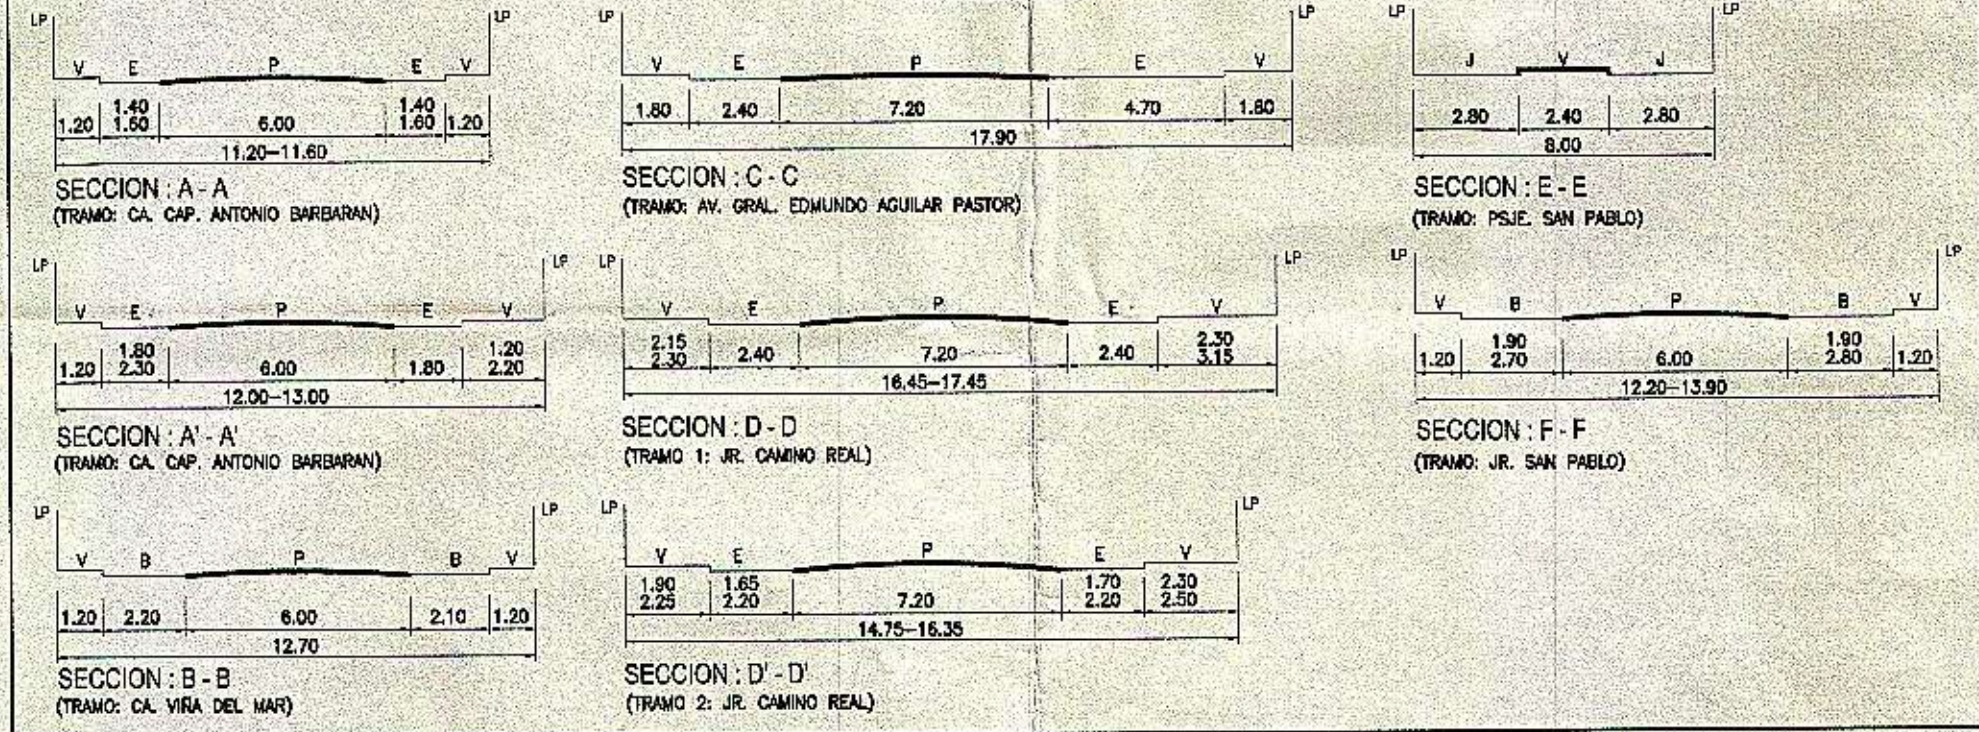 LP LP
V E P E V
1.40 1.40
1.20 1.60 6.00 1.60 1.20
11.20-11.60
SECCION : A - A
(TRAMO: CA. CAP. ANTONIO BARBARAN)
LP LP
V E P E V
1.80 2.40 7.20 4.70 1.80
17.90
SECCION : C - C
(TRAMO: AV. GRAL. EDMUNDO AGUILAR PASTOR)
LP LP
J V J
2.80 2.40 2.80
8.00
SECCION : E - E
(TRAMO: PSJE. SAN PABLO)
LP LP
V E P E V
1.80 1.20
1.20 2.30 6.00 1.80 2.20
12.00-13.00
SECCION : A' - A'
(TRAMO: CA. CAP. ANTONIO BARBARAN)
LP LP
V E P E V
2.15 2.30
2.30 2.40 7.20 2.40 3.15
16.45-17.45
SECCION : D - D
(TRAMO 1: JR. CAMINO REAL)
LP LP
V B P B V
1.90 1.90
1.20 2.70 6.00 2.80 1.20
12.20-13.90
SECCION : F - F
(TRAMO: JR. SAN PABLO)
LP LP
V B P B V
1.20 2.20 6.00 2.10 1.20
12.70
SECCION : B - B
(TRAMO: CA. VIÑA DEL MAR)
LP LP
V E P E V
1.90 1.65 1.70 2.30
2.25 2.20 7.20 2.20 2.50
14.75-16.35
SECCION : D' - D'
(TRAMO 2: JR. CAMINO REAL)